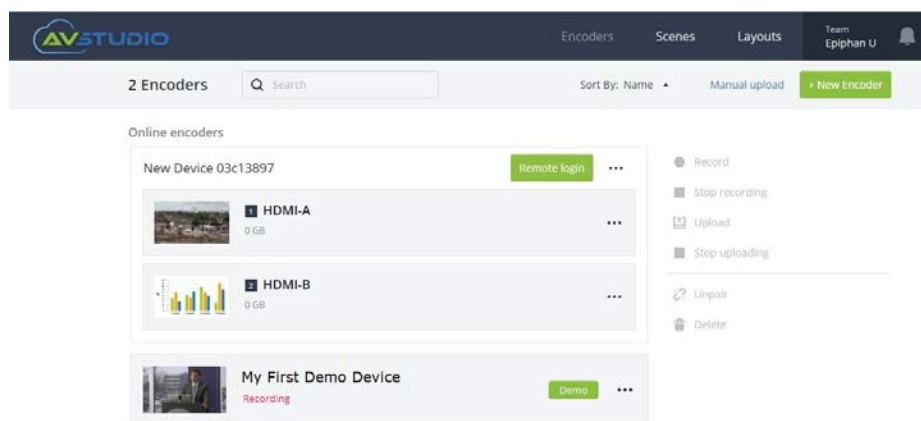 AVSTUDIO
Encoders Scenes Layouts Team Epiphan U
2 Encoders Search Sort By: Name Manual upload + New Encoder
Online encoders
New Device 03c13897 Remote login ...
1 HDMI-A
0 GB
...
2 HDMI-B
0 GB
...
My First Demo Device
Recording
Demo ...
Record
Stop recording
Upload
Stop uploading
Unpair
Delete